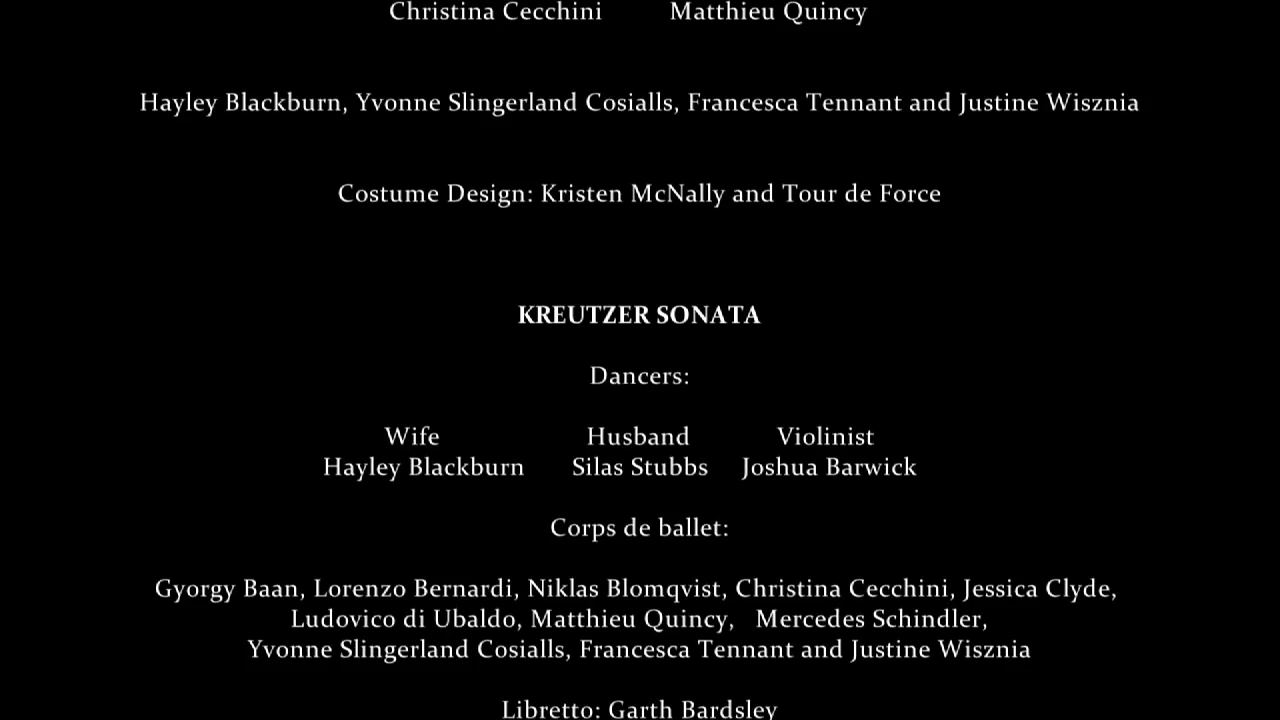 Christina Cecchini Matthieu Quincy
Hayley Blackburn, Yvonne Slingerland Cosialls, Francesca Tennant and Justine Wisznia
Costume Design: Kristen McNally and Tour de Force
KREUTZER SONATA
Dancers:
Wife Husband Violinist
Hayley Blackburn Silas Stubbs Joshua Barwick
Corps de ballet:
Gyorgy Baan, Lorenzo Bernardi, Niklas Blomqvist, Christina Cecchini, Jessica Clyde,
Ludovico di Ubaldo, Matthieu Quincy, Mercedes Schindler,
Yvonne Slingerland Cosialls, Francesca Tennant and Justine Wisznia
Libretto: Garth Bardsley